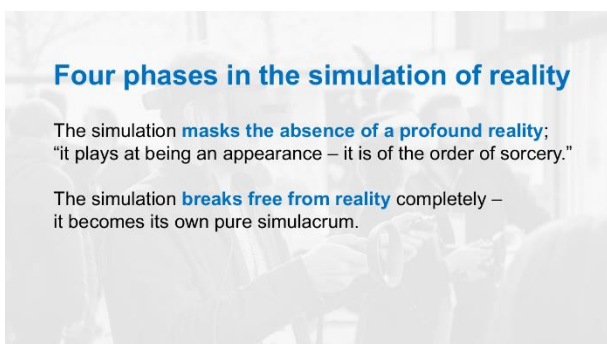 Four phases in the simulation of reality
The simulation masks the absence of a profound reality;
“it plays at being an appearance – it is of the order of sorcery.”
The simulation breaks free from reality completely –
it becomes its own pure simulacrum.